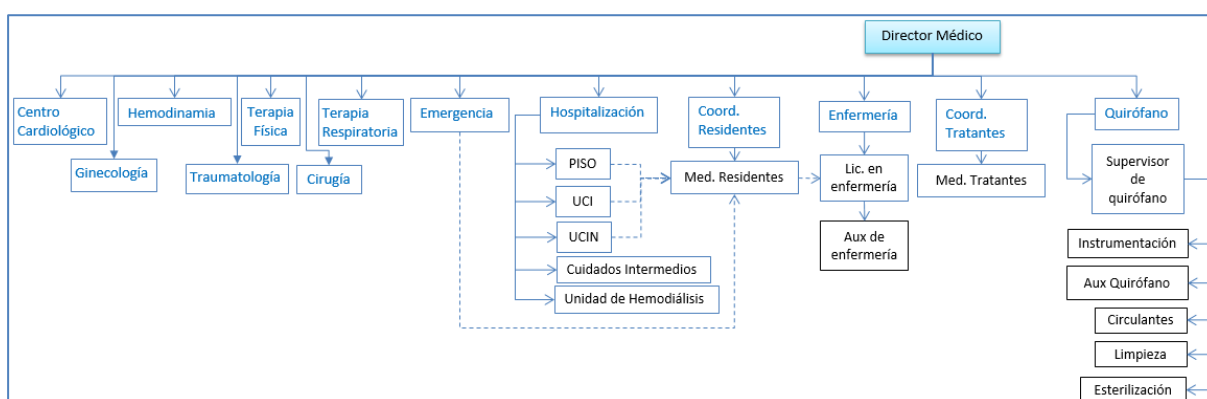 Director Médico
Centro
Cardiológico
Hemodinamia
Terapia
Física
Terapia
Respiratoria
Emergencia
Hospitalización
Coord.
Residentes
Enfermería
Coord.
Tratantes
Quirófano
Ginecología
Traumatología
Cirugía
PISO
UCI
UCIN
Cuidados Intermedios
Unidad de Hemodiálisis
Med. Residentes
Lic. en
enfermería
Aux de
enfermería
Med. Tratantes
Supervisor
de
quirófano
Instrumentación
Aux Quirófano
Circulantes
Limpieza
Esterilización